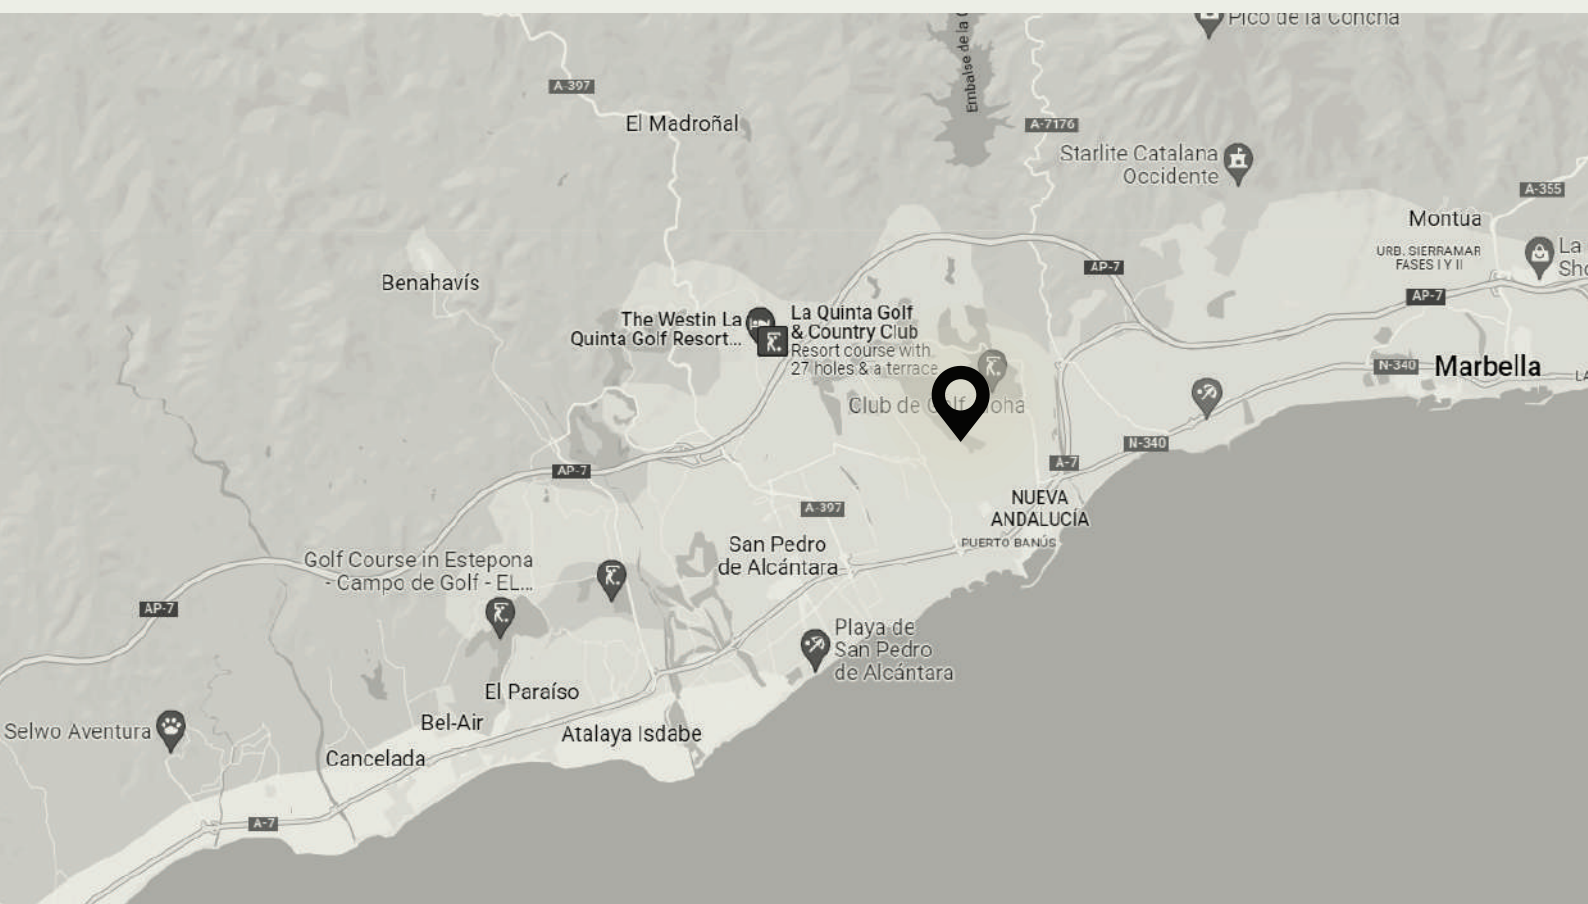 Pico de la Concha
Embalse de la C
A-397
El Madroñal
A-7176
Starlite Catalana
Occidente
A-355
Montua
URB. SIERRAMAR
FASES I Y II
La
Sho
AP-7
AP-7
Benahavís
The Westin La
Quinta Golf Resort...
La Quinta Golf
& Country Club
Resort course with
27 holes & a terrace
N-340
Marbella
LA
Club de Golf
N-340
A-7
AP-7
NUEVA
ANDALUCÍA
PUERTO BANÚS
A-397
San Pedro
de Alcántara
Golf Course in Estepona
- Campo de Golf - EL...
AP-7
Playa de
San Pedro
de Alcántara
El Paraíso
Bel-Air
Atalaya Isdabe
Selwo Aventura
Cancelada
A-7